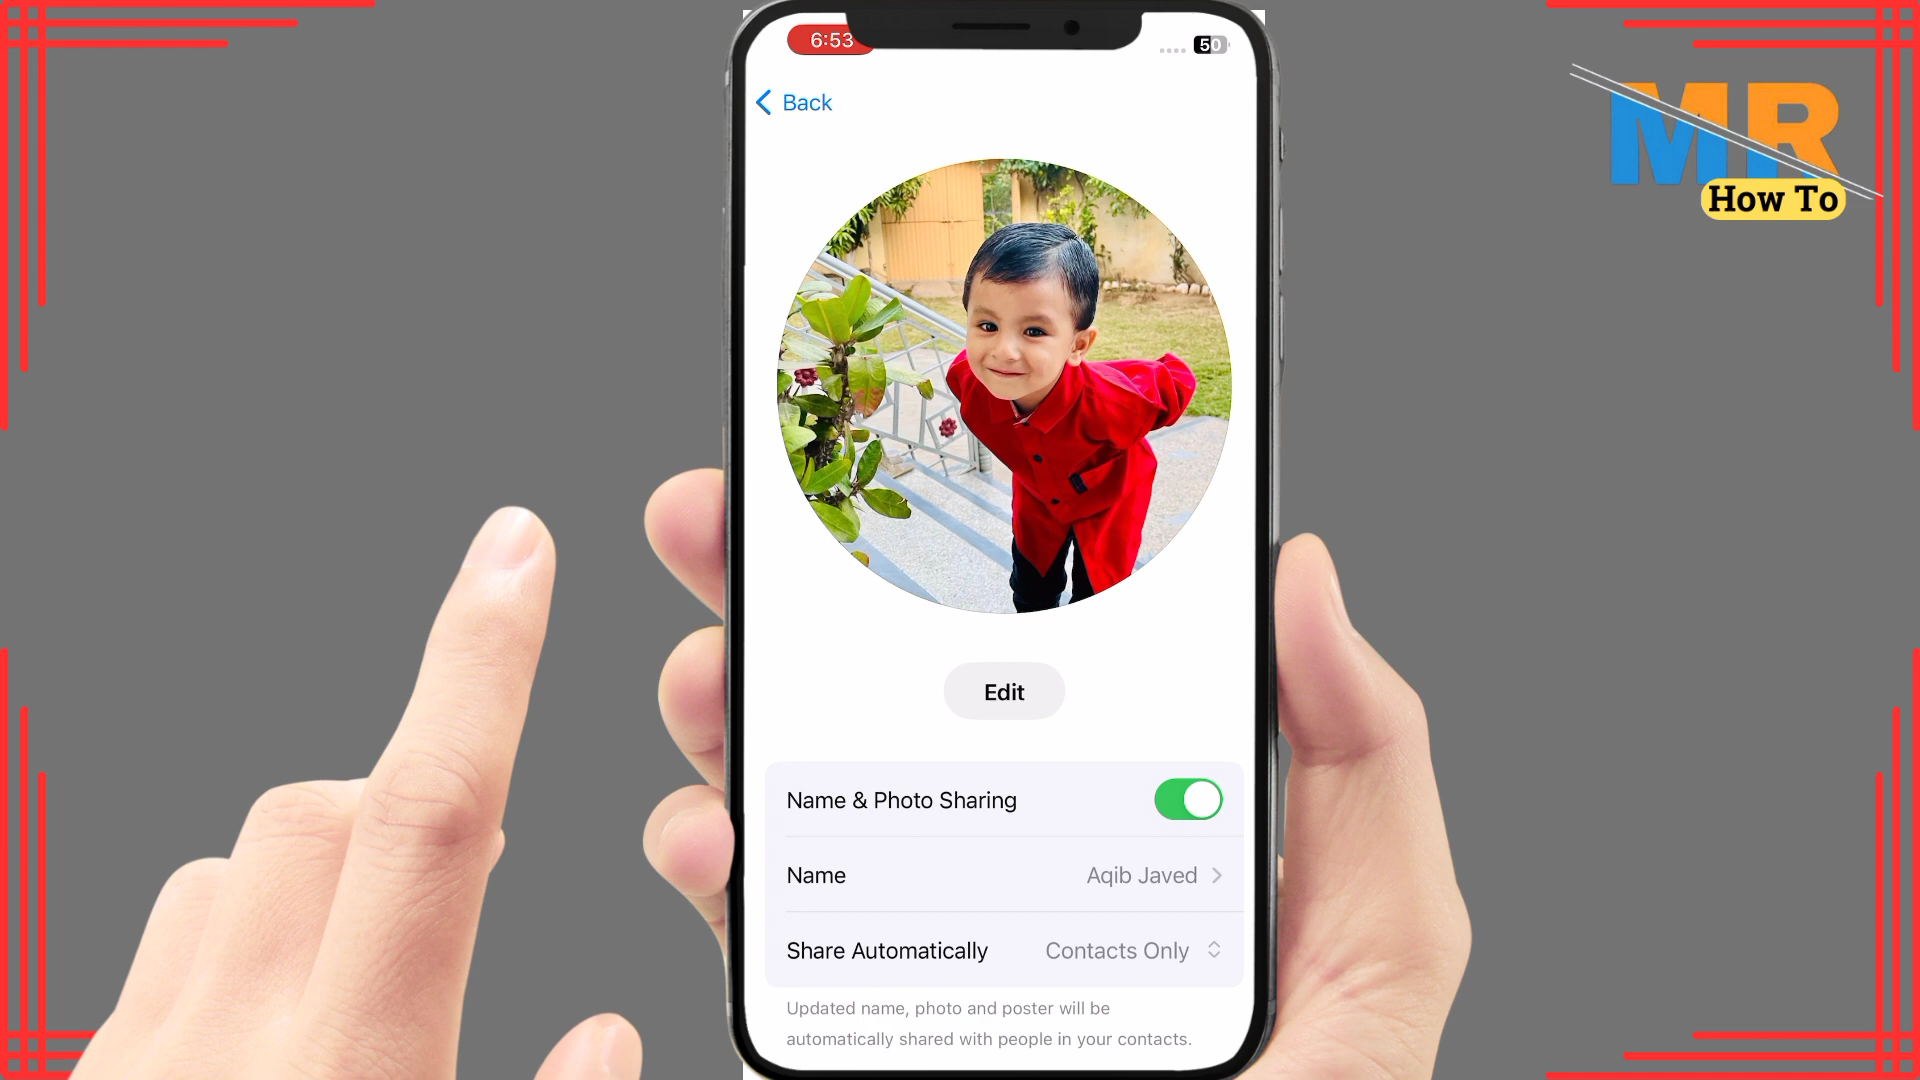 6:53
50
Back
MR
How To
Edit
Name & Photo Sharing
Name
Aqib Javed
Share Automatically
Contacts Only
Updated name, photo and poster will be
automatically shared with people in your contacts.